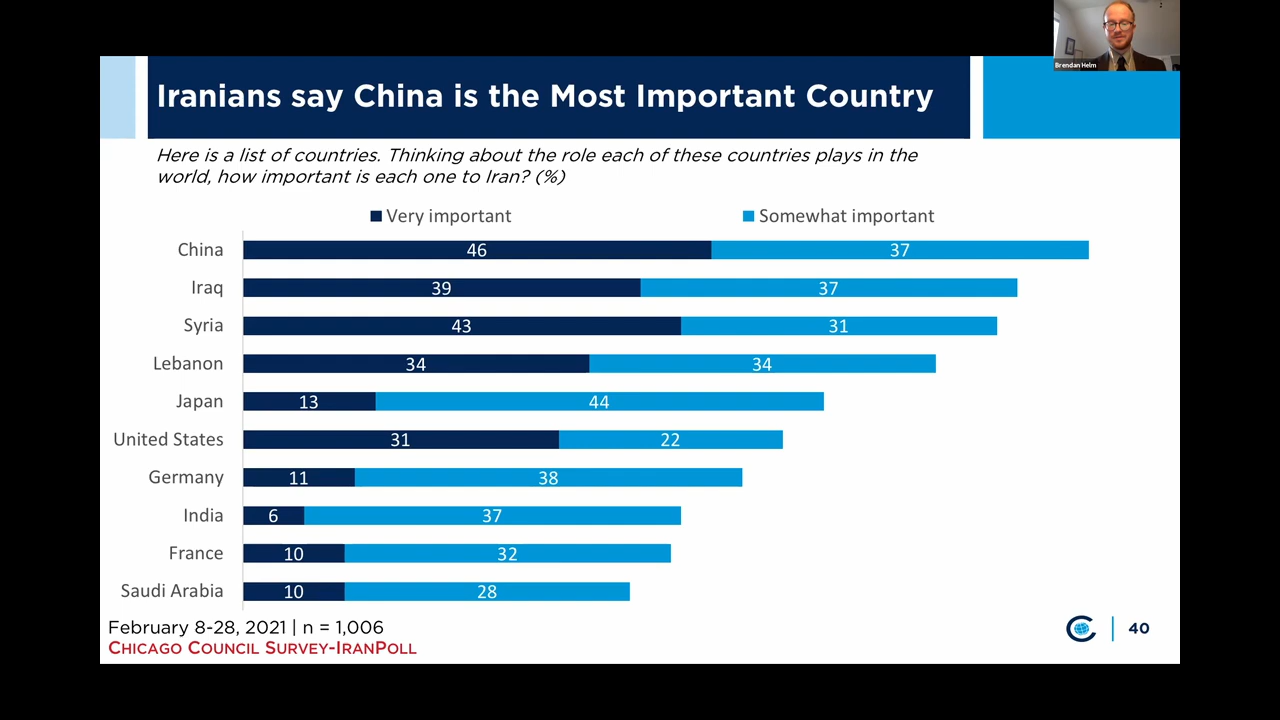 Brendan Helm
Iranians say China is the Most Important Country
Here is a list of countries. Thinking about the role each of these countries plays in the
world, how important is each one to Iran? (%)
Very important Somewhat important
China 46 37
Iraq 39 37
Syria 43 31
Lebanon 34 34
Japan 13 44
United States 31 22
Germany 11 38
India 6 37
France 10 32
Saudi Arabia 10 28
February 8-28, 2021 | n = 1,006
CHICAGO COUNCIL SURVEY-IRANPOLL
40